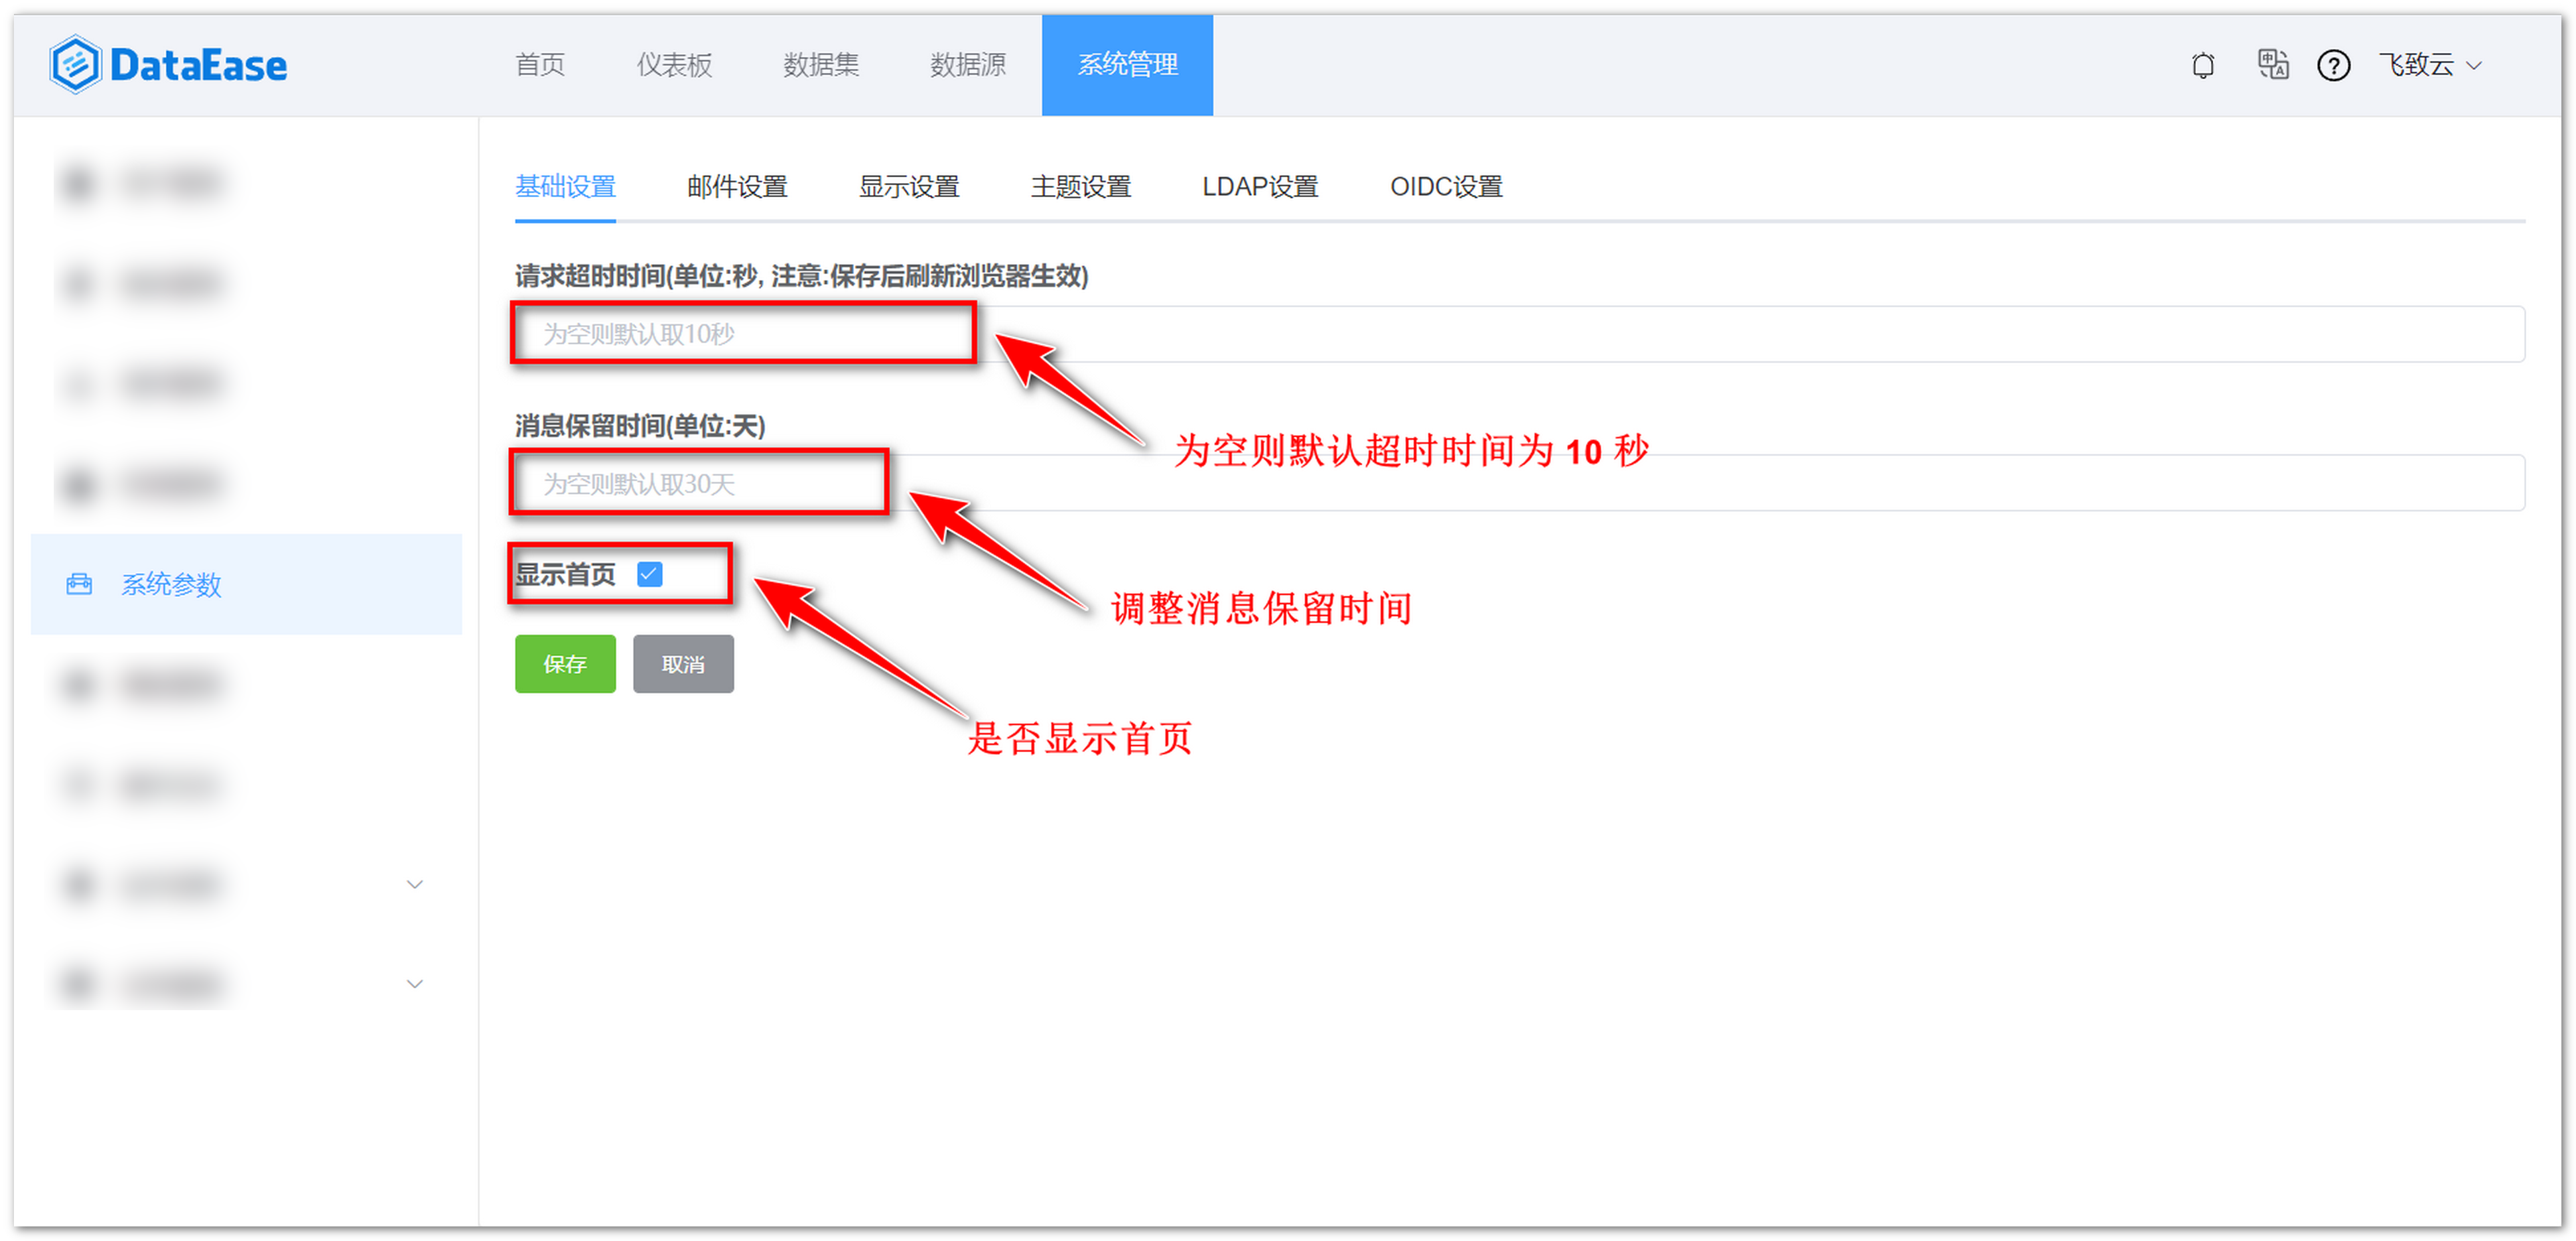 DataEase
首页 仪表板 数据集 数据源 系统管理
飞致云
基础设置 邮件设置 显示设置 主题设置 LDAP设置 OIDC设置
请求超时时间(单位:秒, 注意:保存后刷新浏览器生效)
为空则默认取10秒
消息保留时间(单位:天)
为空则默认超时时间为 10 秒
为空则默认取30天
显示首页
系统参数
调整消息保留时间
保存 取消
是否显示首页